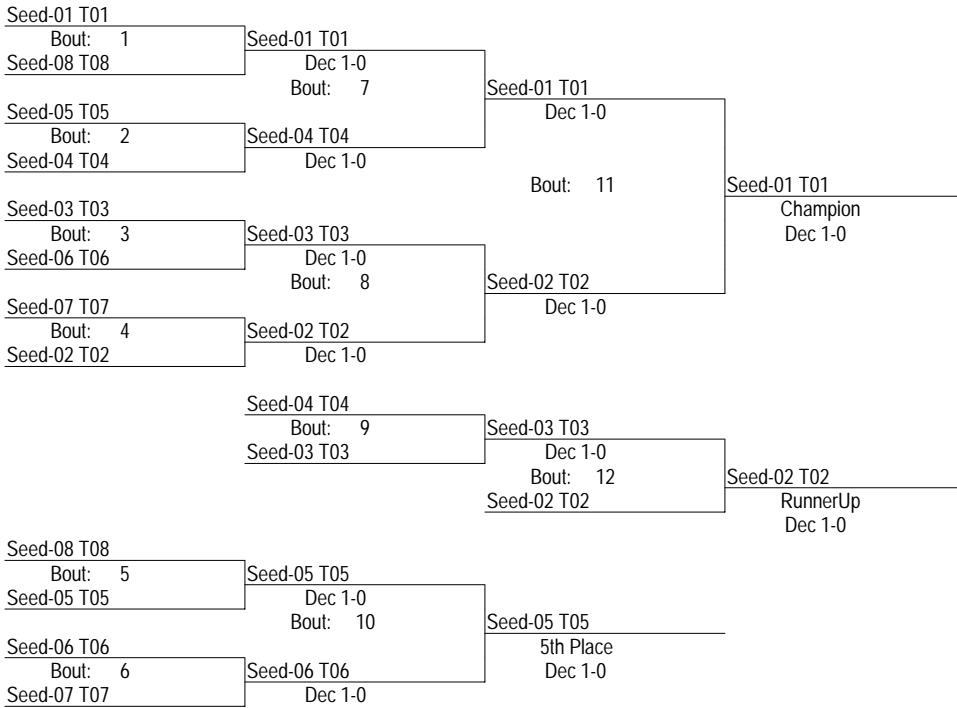 Seed-01 T01
Bout: 1
Seed-01 T01
Seed-08 T08
Dec 1-0
Bout: 7
Seed-01 T01
Seed-05 T05
Dec 1-0
Bout: 2
Seed-04 T04
Seed-04 T04
Dec 1-0
Bout: 11
Seed-01 T01
Seed-03 T03
Champion
Bout: 3
Seed-03 T03
Dec 1-0
Seed-06 T06
Dec 1-0
Bout: 8
Seed-02 T02
Seed-07 T07
Dec 1-0
Bout: 4
Seed-02 T02
Seed-02 T02
Dec 1-0
Seed-04 T04
Bout: 9
Seed-03 T03
Seed-03 T03
Dec 1-0
Bout: 12
Seed-02 T02
Seed-02 T02
RunnerUp
Dec 1-0
Seed-08 T08
Bout: 5
Seed-05 T05
Seed-05 T05
Dec 1-0
Bout: 10
Seed-05 T05
Seed-06 T06
5th Place
Bout: 6
Seed-06 T06
Dec 1-0
Seed-07 T07
Dec 1-0